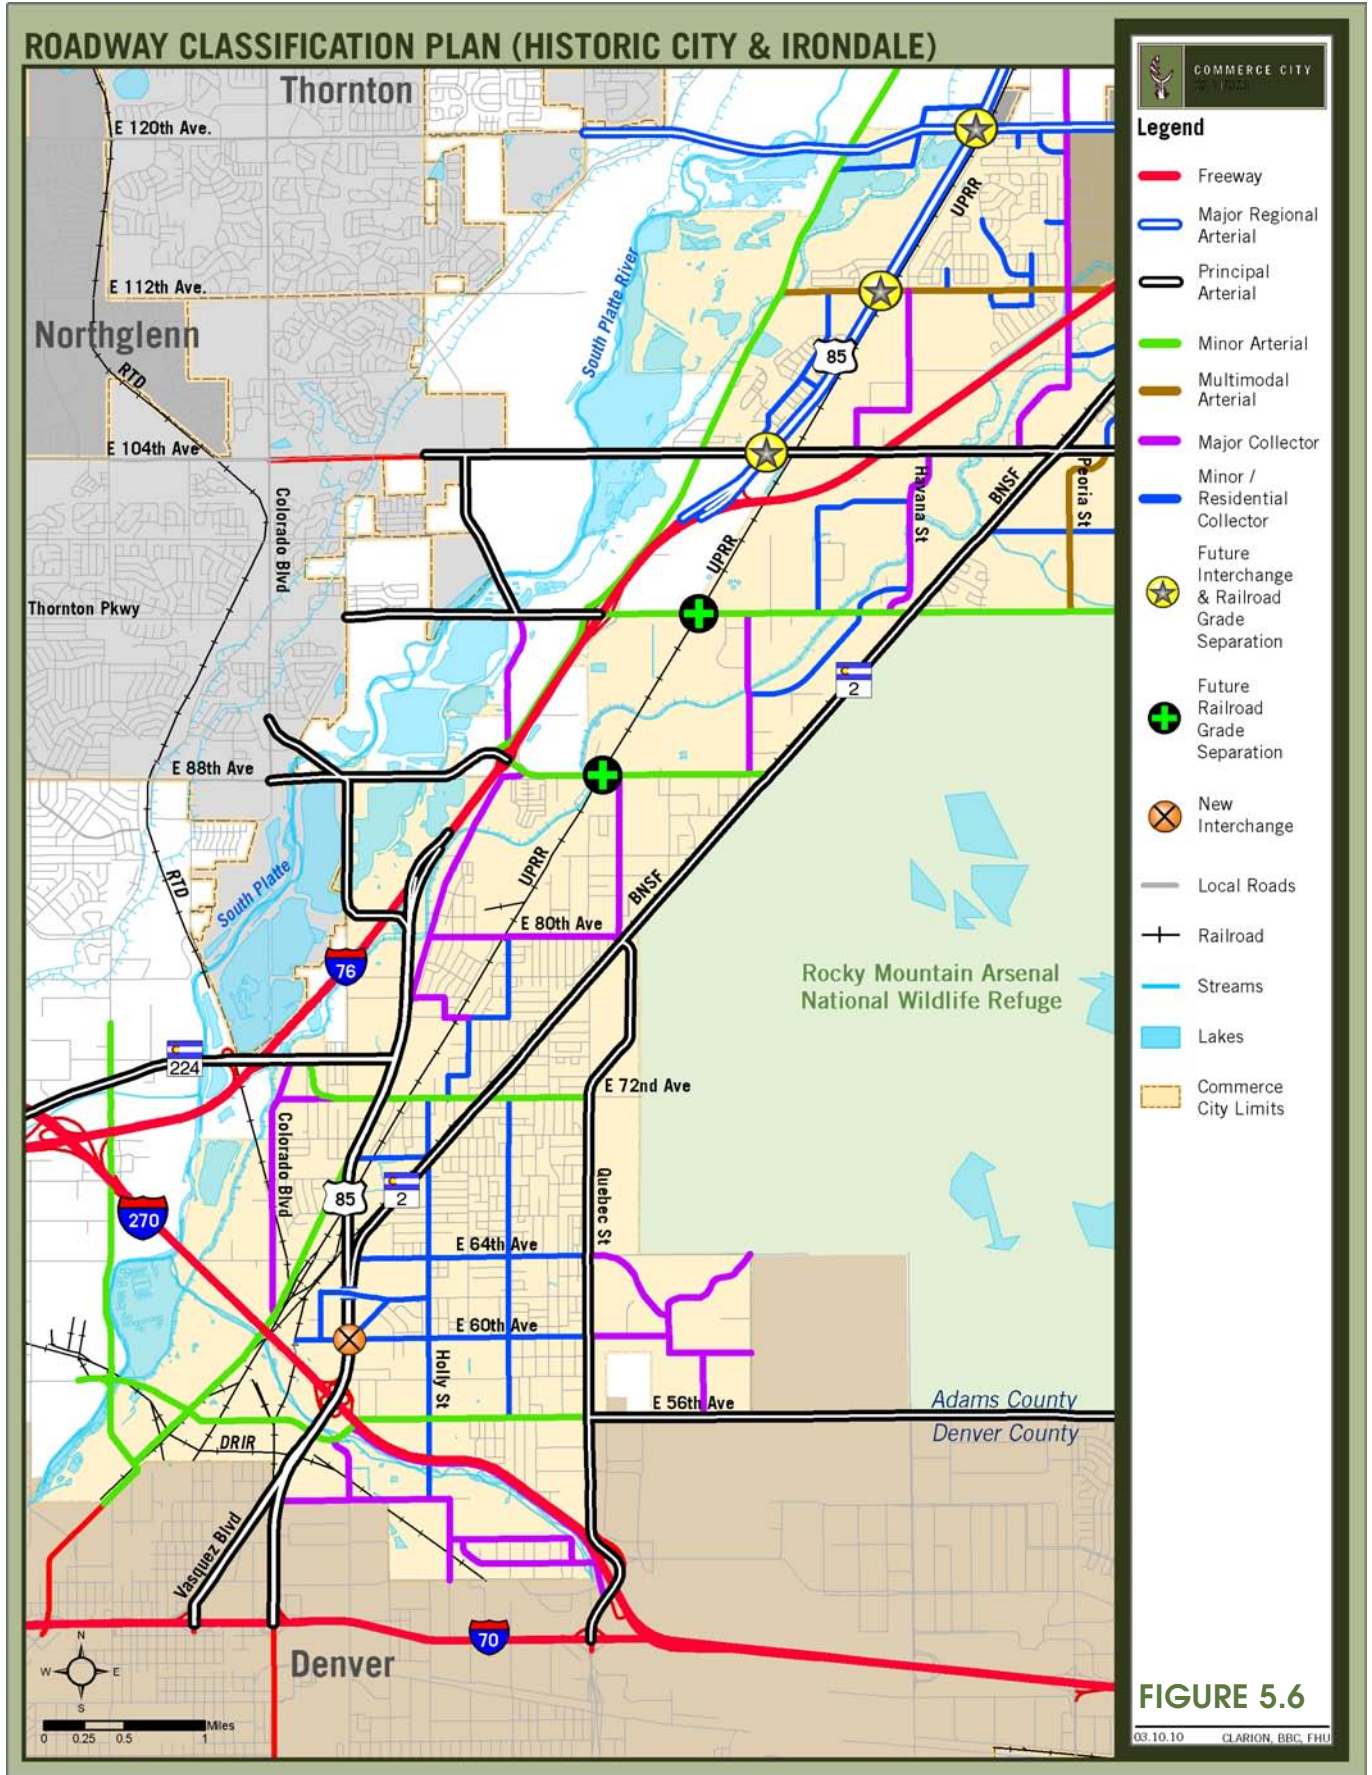 ROADWAY CLASSIFICATION PLAN (HISTORIC CITY & IRONDALE)
Thornton
E 120th Ave.
UPRR
South Platte River
E 112th Ave.
Northglenn
RTD
85
E 104th Ave
Colorado Blvd
Havana St
BNSF
Peoria St
UPRR
Thornton Pkwy
2
E 88th Ave
RTD
South Platte
UPRR
BNSF
E 80th Ave
76
Rocky Mountain Arsenal
National Wildlife Refuge
224
E 72nd Ave
Colorado Blvd
85
2
Quebec St
270
E 64th Ave
E 60th Ave
Holly St
E 56th Ave
Adams County
Denver County
DRIR
Vasquez Blvd
70
Denver
N
W
E
S
Miles
0 0.25 0.5 1
COMMERCE CITY
Legend
Freeway
Major Regional
Arterial
Principal
Arterial
Minor Arterial
Multimodal
Arterial
Major Collector
Minor /
Residential
Collector
Future
Interchange
& Railroad
Grade
Separation
Future
Railroad
Grade
Separation
New
Interchange
Local Roads
Railroad
Streams
Lakes
Commerce
City Limits
FIGURE 5.6
03.10.10 CLARION, BBC, FHU